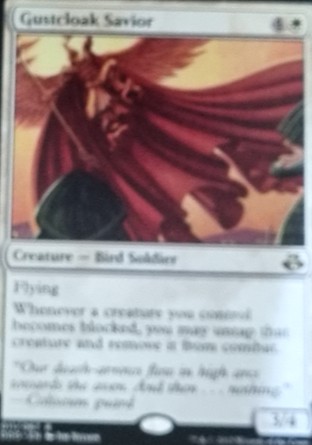 Gustcloak Savior 4
Creature — Bird Soldier
Flying
Whenever a creature you control
becomes blocked, you may untap that
creature and remove it from combat.
"Our death-arrows flew in high arcs
towards the aven. And then . . . nothing."
—Coliseum guard
3/4